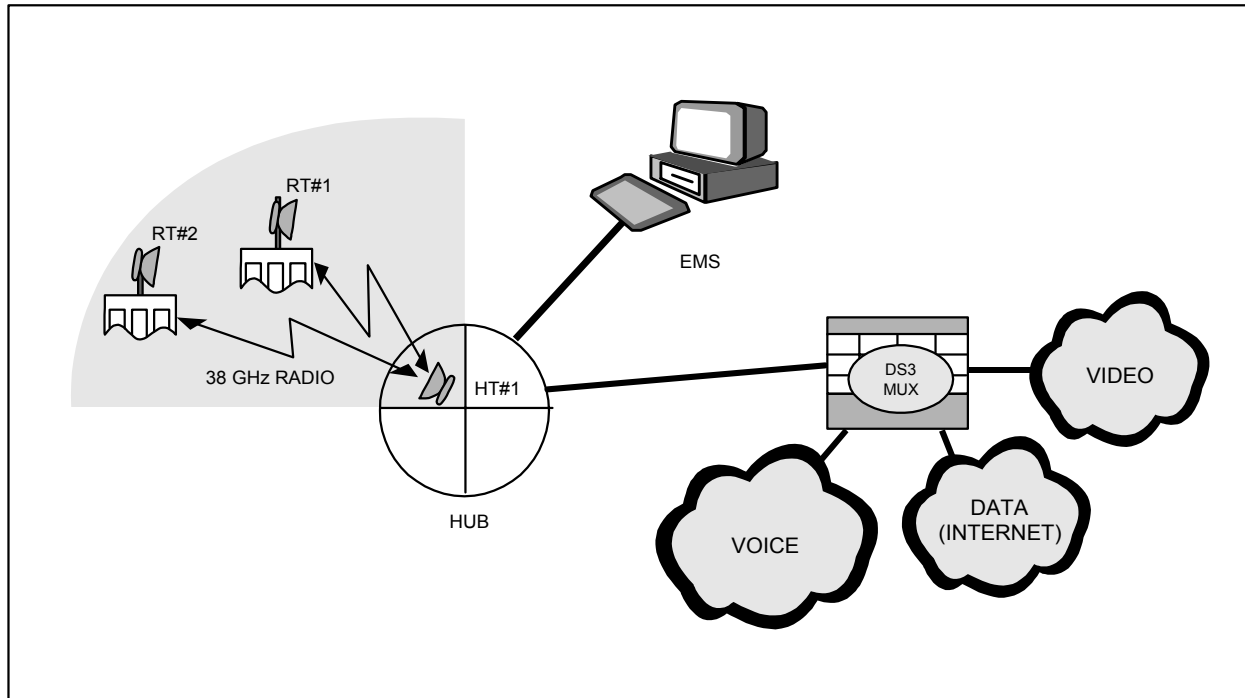 RT#1
RT#2
38 GHz RADIO
HT#1
HUB
EMS
DS3
MUX
VIDEO
VOICE
DATA
(INTERNET)